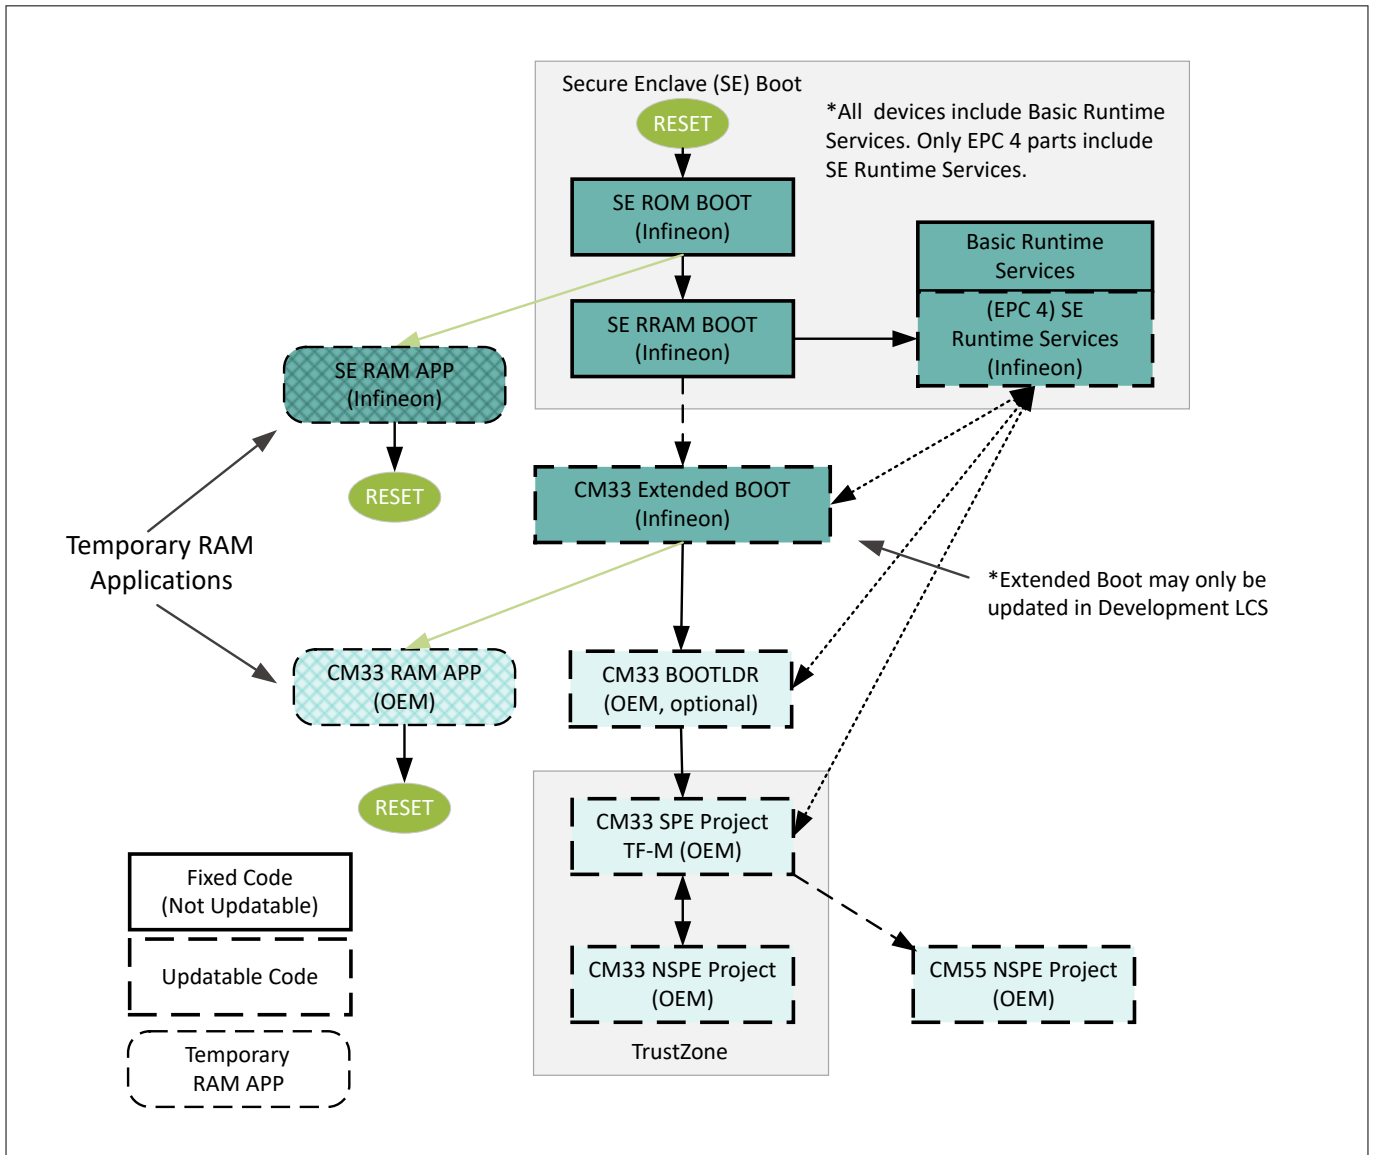 Secure Enclave (SE) Boot
RESET
*All  devices include Basic Runtime
Services. Only EPC 4 parts include
SE Runtime Services.
SE ROM BOOT
(Infineon)
Basic Runtime
Services
SE RRAM BOOT
(Infineon)
(EPC 4) SE
Runtime Services
(Infineon)
SE RAM APP
(Infineon)
RESET
CM33 Extended BOOT
(Infineon)
Temporary RAM
Applications
*Extended Boot may only be
updated in Development LCS
CM33 RAM APP
(OEM)
CM33 BOOTLDR
(OEM, optional)
RESET
CM33 SPE Project
TF-M (OEM)
Fixed Code
(Not Updatable)
Updatable Code
CM33 NSPE Project
(OEM)
CM55 NSPE Project
(OEM)
TrustZone
Temporary
RAM APP